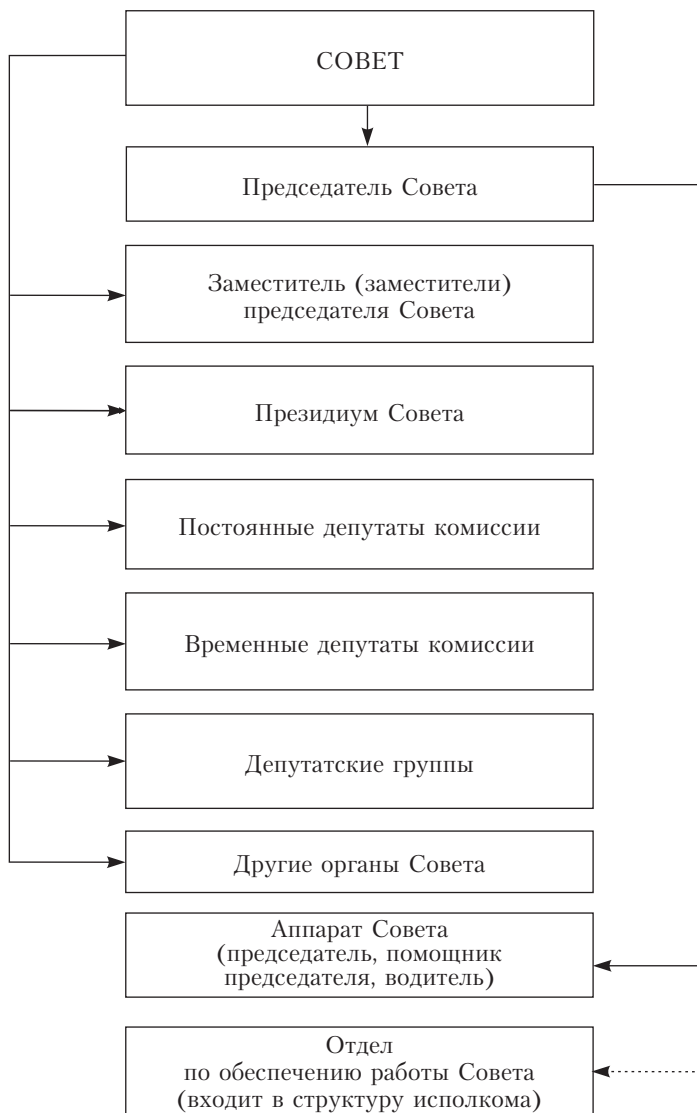 СОВЕТ
Председатель Совета
Заместитель (заместители)
председателя Совета
Президиум Совета
Постоянные депутаты комиссии
Временные депутаты комиссии
Депутатские группы
Другие органы Совета
Аппарат Совета
(председатель, помощник
председателя, водитель)
Отдел
по обеспечению работы Совета
(входит в структуру исполкома)